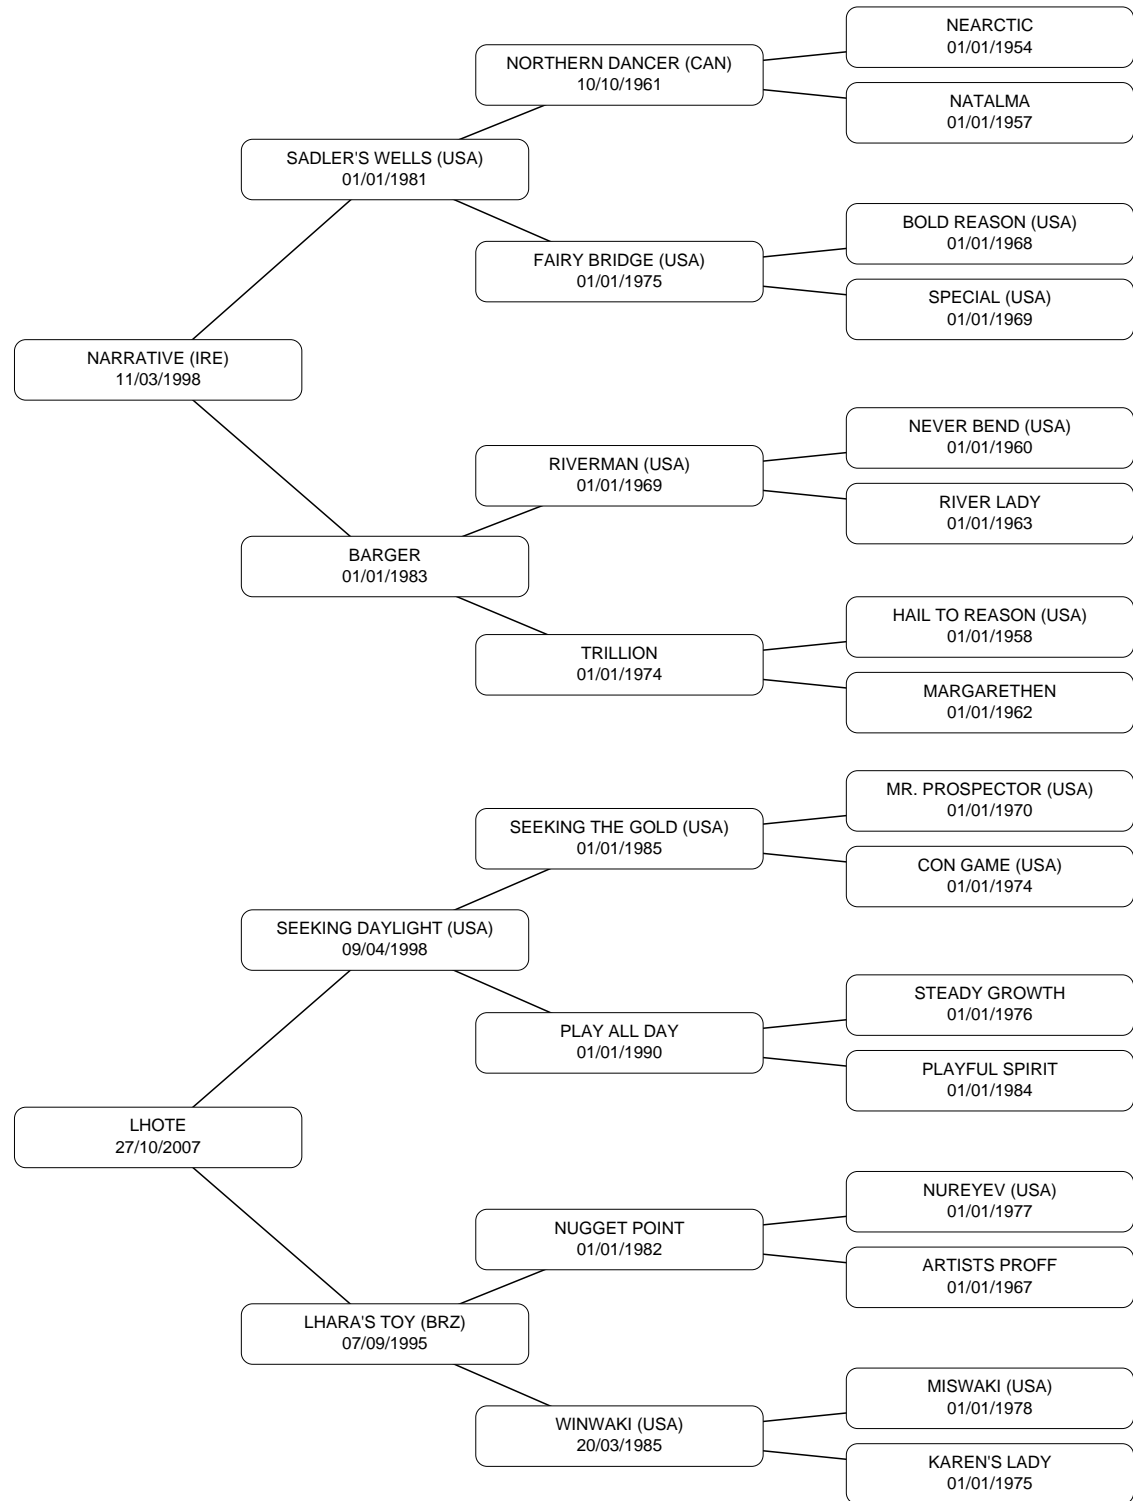 NEARCTIC
01/01/1954
NORTHERN DANCER (CAN)
10/10/1961
NATALMA
01/01/1957
SADLER'S WELLS (USA)
01/01/1981
BOLD REASON (USA)
01/01/1968
FAIRY BRIDGE (USA)
01/01/1975
SPECIAL (USA)
01/01/1969
NARRATIVE (IRE)
11/03/1998
NEVER BEND (USA)
01/01/1960
RIVERMAN (USA)
01/01/1969
RIVER LADY
01/01/1963
BARGER
01/01/1983
HAIL TO REASON (USA)
01/01/1958
TRILLION
01/01/1974
MARGARETHEN
01/01/1962
MR. PROSPECTOR (USA)
01/01/1970
SEEKING THE GOLD (USA)
01/01/1985
CON GAME (USA)
01/01/1974
SEEKING DAYLIGHT (USA)
09/04/1998
STEADY GROWTH
01/01/1976
PLAY ALL DAY
01/01/1990
PLAYFUL SPIRIT
01/01/1984
LHOTE
27/10/2007
NUREYEV (USA)
01/01/1977
NUGGET POINT
01/01/1982
ARTISTS PROFF
01/01/1967
LHARA'S TOY (BRZ)
07/09/1995
MISWAKI (USA)
01/01/1978
WINWAKI (USA)
20/03/1985
KAREN'S LADY
01/01/1975